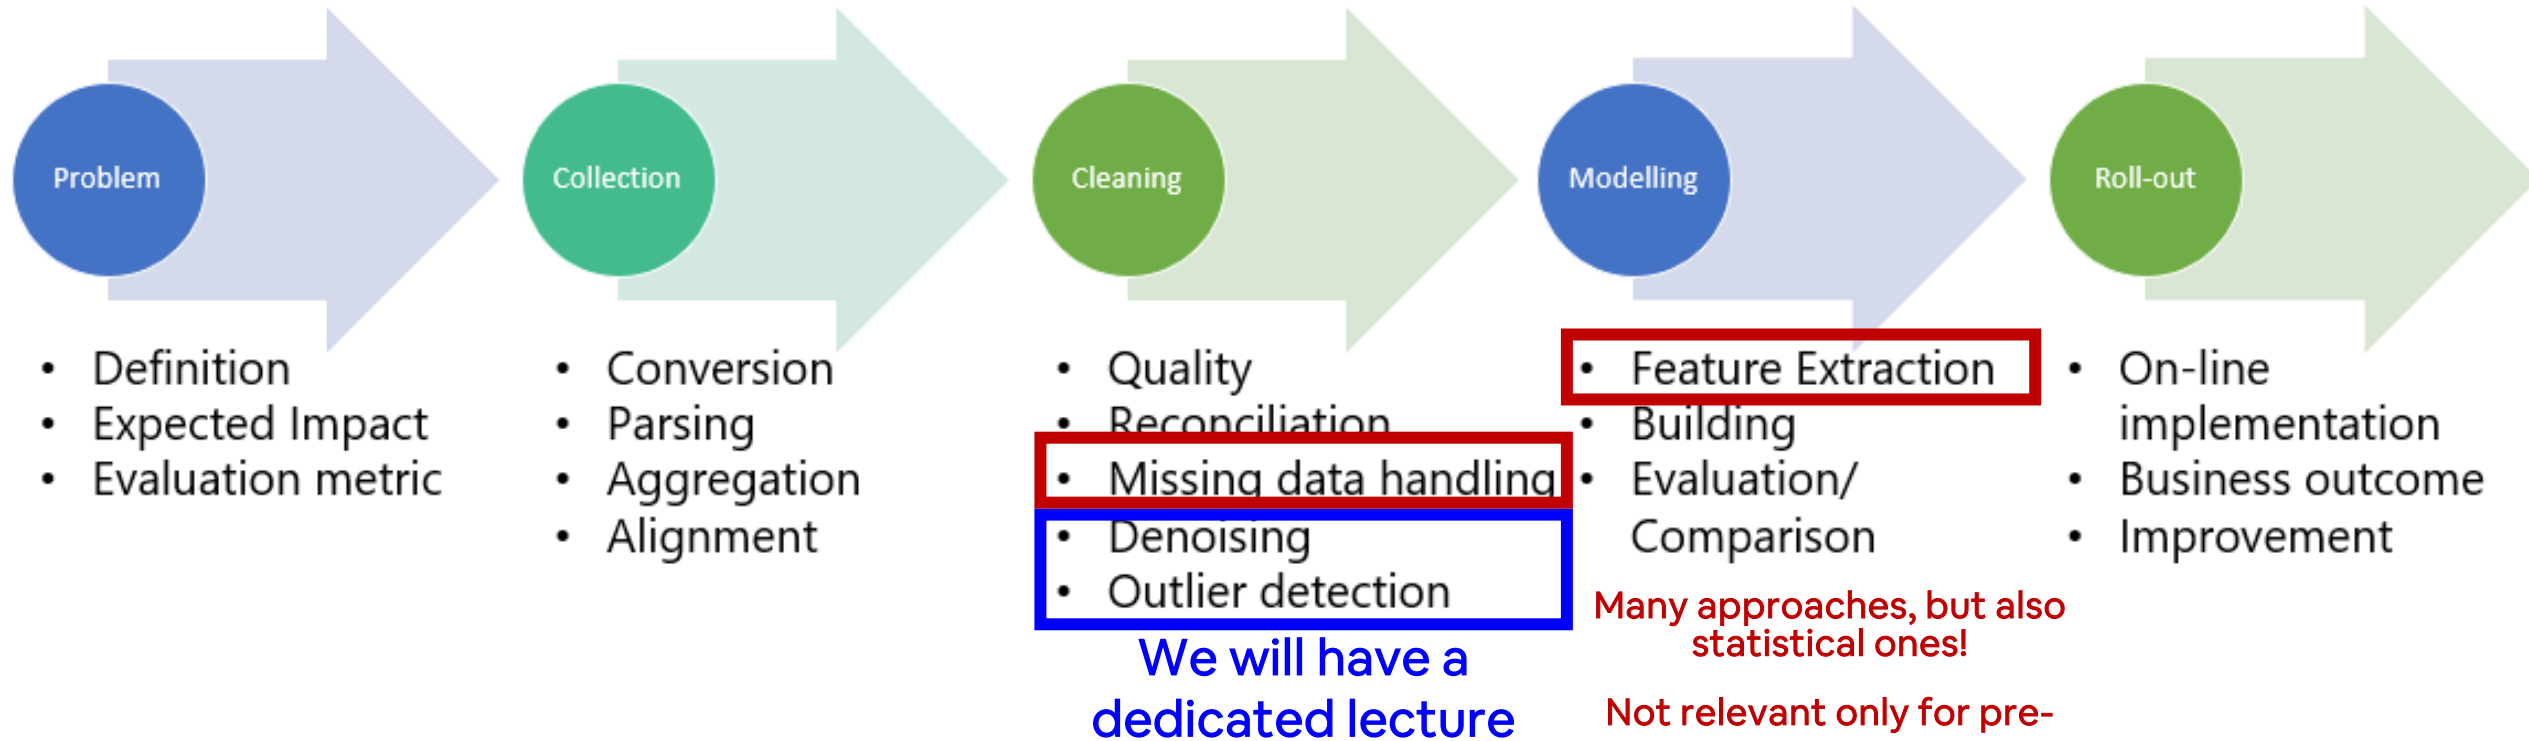 Problem
Collection
Cleaning
Modelling
Roll-out
• Definition
• Expected Impact
• Evaluation metric
• Conversion
• Parsing
• Aggregation
• Alignment
• Quality
• Reconciliation
• Missing data handling
• Denoising
• Outlier detection
We will have a
dedicated lecture
• Feature Extraction
• Building
• Evaluation/
Comparison
Many approaches, but also
statistical ones!
Not relevant only for pre-
• On-line
implementation
• Business outcome
• Improvement